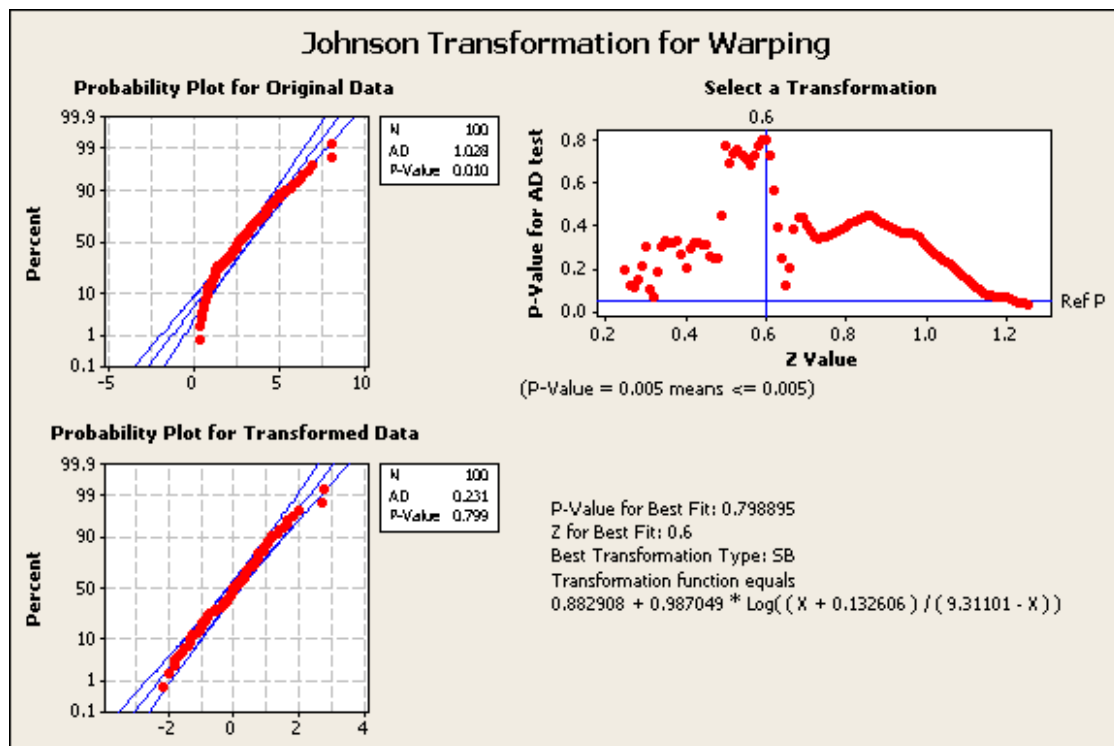 Johnson Transformation for Warping
Probability Plot for Original Data
99.9
99
90
50
10
1
0.1
Percent
-5
0
5
10
N 100
AD 1.028
P-Value 0.010
Select a Transformation
0.6
0.8
0.6
0.4
0.2
0.0
P-Value for AD test
Ref P
0.2
0.4
0.6
0.8
1.0
1.2
Z Value
(P-Value = 0.005 means <= 0.005)
Probability Plot for Transformed Data
99.9
99
90
50
10
1
0.1
Percent
-2
0
2
4
N 100
AD 0.231
P-Value 0.799
P-Value for Best Fit: 0.798895
Z for Best Fit: 0.6
Best Transformation Type: SB
Transformation function equals
0.882908 + 0.987049 * Log( ( X + 0.132606 ) / ( 9.31101 - X ) )